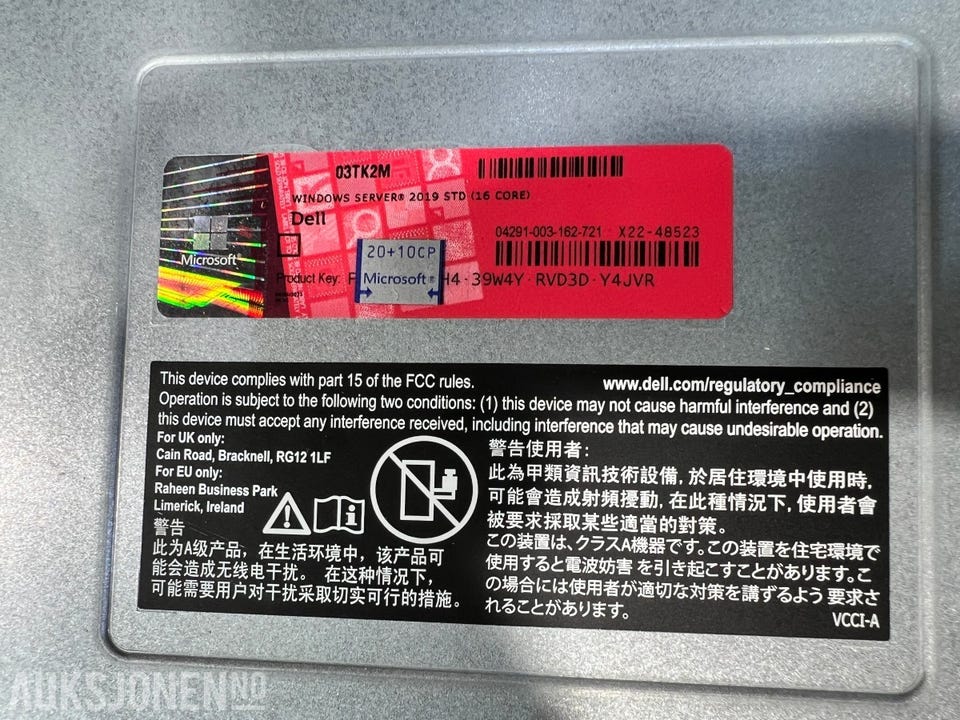 03TK2M
WINDOWS SERVER® 2019 STD (16 CORE)
Dell
04291-003-162-721 X22-48523
Microsoft
20+10CP
Microsoft®
Product Key: F H4-39W4Y-RVD3D-Y4JVR
This device complies with part 15 of the FCC rules.
www.dell.com/regulatory_compliance
Operation is subject to the following two conditions: (1) this device may not cause harmful interference and (2)
this device must accept any interference received, including interference that may cause undesirable operation.
For UK only:
Cain Road, Bracknell, RG12 1LF
For EU only:
Raheen Business Park
Limerick, Ireland
警告
此为A级产品，在生活环境中，该产品可
能会造成无线电干扰。 在这种情况下，
可能需要用户对干扰采取切实可行的措施。
警告使用者:
此為甲類資訊技術設備，於居住環境中使用時，
可能會造成射頻擾動，在此種情況下，使用者會
被要求採取某些適當的對策。
この装置は、クラスA機器です。この装置を住宅環境で
使用すると電波妨害を引き起こすことがあります。こ
の場合には使用者が適切な対策を講ずるよう要求さ
れることがあります。
VCCI-A
AUKSJONEN.NO